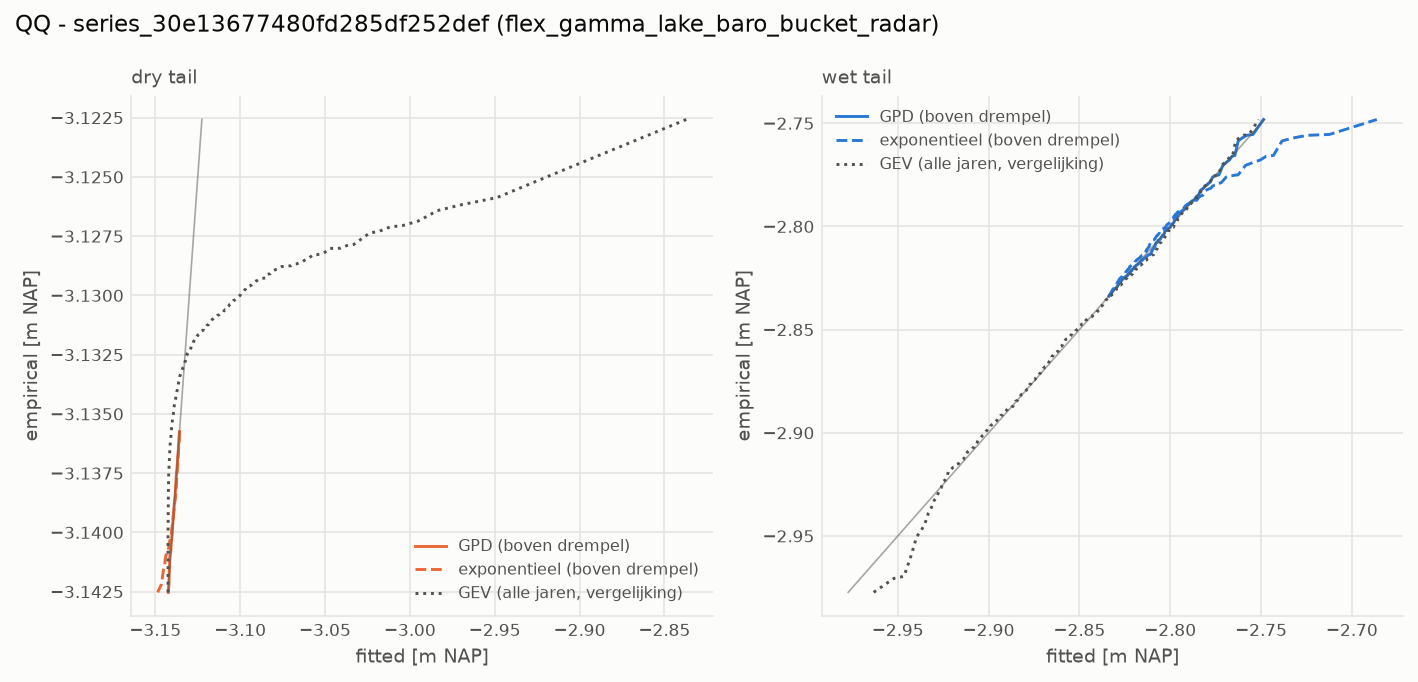 QQ - series_30e13677480fd285df252def (flex_gamma_lake_baro_bucket_radar)
dry tail
−3.1225
−3.1250
−3.1275
−3.1300
−3.1325
−3.1350
−3.1375
−3.1400
−3.1425
empirical [m NAP]
GPD (boven drempel)
exponentieel (boven drempel)
GEV (alle jaren, vergelijking)
−3.15
−3.10
−3.05
−3.00
−2.95
−2.90
−2.85
fitted [m NAP]
wet tail
GPD (boven drempel)
exponentieel (boven drempel)
GEV (alle jaren, vergelijking)
−2.75
−2.80
−2.85
−2.90
−2.95
empirical [m NAP]
−2.95
−2.90
−2.85
−2.80
−2.75
−2.70
fitted [m NAP]